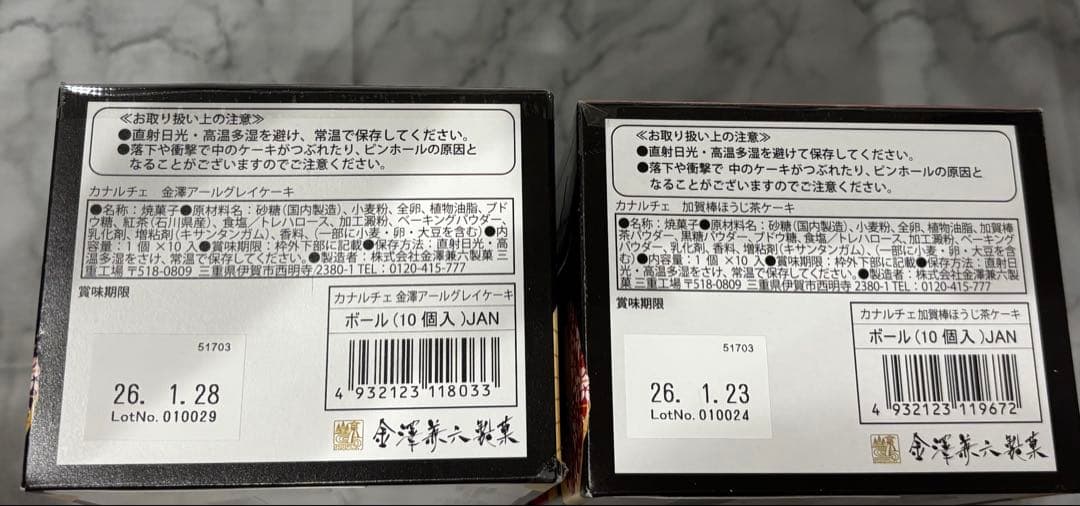 ≪お取り扱い上の注意≫
●直射日光・高温多湿を避け、常温で保存してください。
●落下や衝撃で中のケーキがつぶれたり、ピンホールの原因と
なることがございますのでご注意ください。
カナルチェ 金澤アールグレイケーキ
●名称：焼菓子●原材料名：砂糖（国内製造）、小麦粉、全卵、植物油脂、ブド
ウ糖、紅茶（石川県産）、食塩／トレハロース、加工澱粉、ベーキングパウダー、
乳化剤、増粘剤（キサンタンガム）、香料、（一部に小麦・卵・大豆を含む）●内
容量：１個×10入●賞味期限：枠外下部に記載●保存方法：直射日光・高
温多湿をさけ、常温で保存してください。●製造者：株式会社金澤兼六製菓 三
重工場 〒518-0809 三重県伊賀市西明寺 2380-1 TEL：0120-415-777
賞味期限
51703
26. 1.28
LotNo. 010029
カナルチェ 金澤アールグレイケーキ
ボール（10個入）JAN
4 932123 118033
金澤兼六製菓
≪お取り扱い上の注意≫
●直射日光・高温多湿を避けて保存してください。
●落下や衝撃で 中のケーキがつぶれたり、ピンホールの原因と
なることがございますのでご注意ください。
カナルチェ 加賀棒ほうじ茶ケーキ
●名称：焼菓子●原材料名：砂糖（国内製造）、小麦粉、全卵、植物油脂、加賀棒
茶パウダー、黒糖パウダー、ブドウ糖、食塩／トレハロース、加工澱粉、ベーキング
パウダー、乳化剤、香料、増粘剤（キサンタンガム）、（一部に小麦・卵・大豆を含
む）●内容量：１個×10入●賞味期限：枠外下部に記載●保存方法：直射日
光・高温多湿をさけ、常温で保存してください。●製造者：株式会社金澤兼六製
菓 三重工場 〒518-0809 三重県伊賀市西明寺 2380-1 TEL：0120-415-777
賞味期限
51703
26. 1.23
LotNo. 010024
カナルチェ 加賀棒ほうじ茶ケーキ
ボール（10個入）JAN
4 932123 119672
金澤兼六製菓